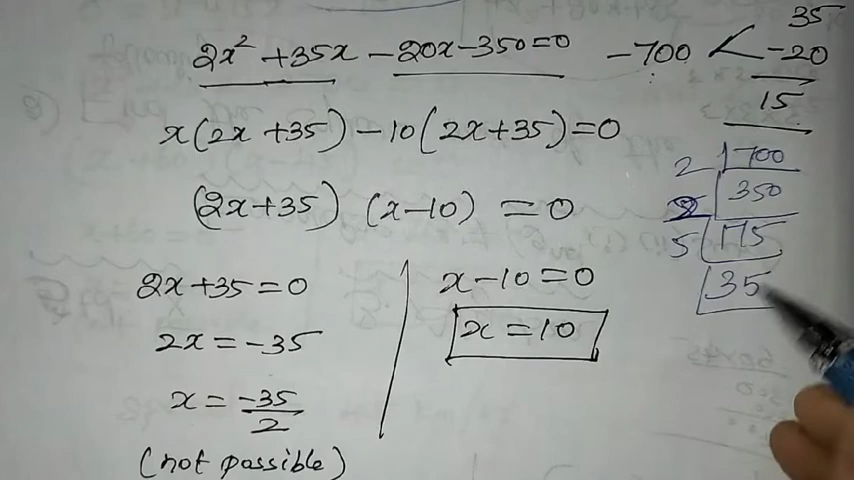 2x² + 35x - 20x - 350 = 0
x(2x + 35) - 10(2x + 35) = 0
(2x + 35) (x - 10) = 0
2x + 35 = 0
2x = -35
x = -35/2
(not possible)
x - 10 = 0
x = 10
-700 < 35
-20
15
2 | 700
2 | 350
5 | 175
| 35